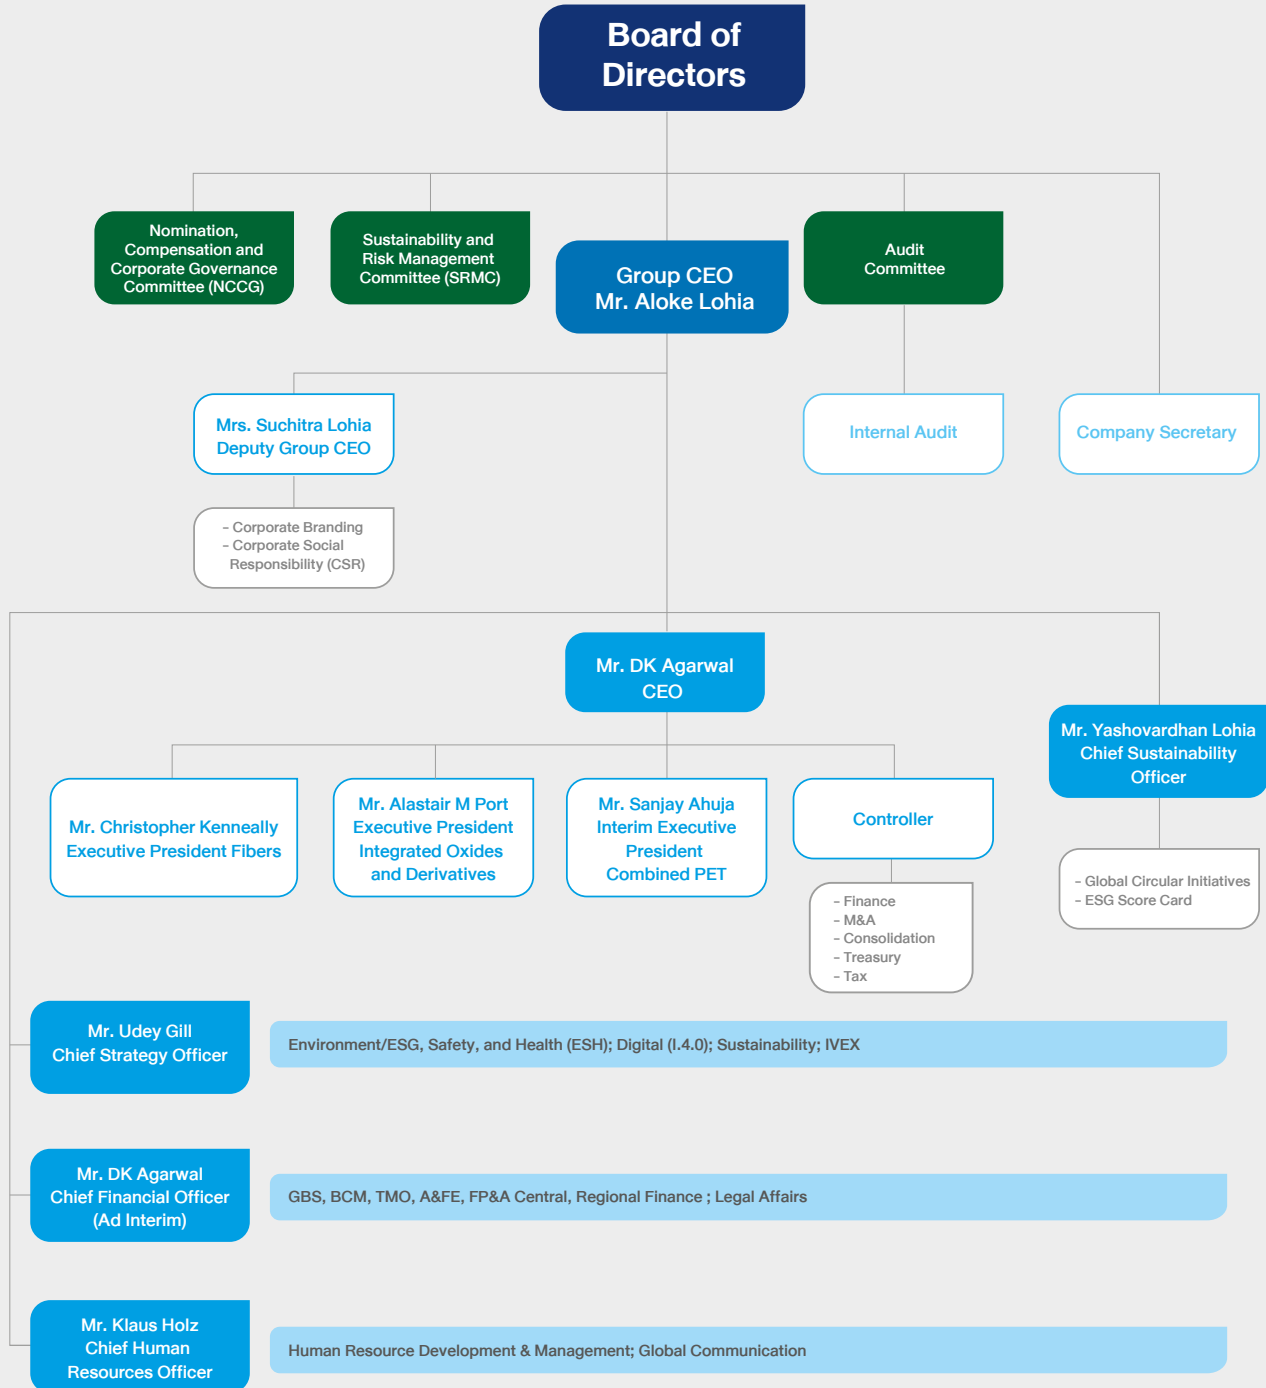 Board of
Directors
Nomination,
Compensation and
Corporate Governance
Committee (NCCG)
Sustainability and
Risk Management
Committee (SRMC)
Group CEO
Mr. Aloke Lohia
Audit
Committee
Mrs. Suchitra Lohia
Deputy Group CEO
Internal Audit
Company Secretary
- Corporate Branding
- Corporate Social
Responsibility (CSR)
Mr. DK Agarwal
CEO
Mr. Yashovardhan Lohia
Chief Sustainability
Officer
Mr. Christopher Kenneally
Executive President Fibers
Mr. Alastair M Port
Executive President
Integrated Oxides
and Derivatives
Mr. Sanjay Ahuja
Interim Executive
President
Combined PET
Controller
- Global Circular Initiatives
- ESG Score Card
- Finance
- M&A
- Consolidation
- Treasury
- Tax
Mr. Udey Gill
Chief Strategy Officer
Environment/ESG, Safety, and Health (ESH); Digital (I.4.0); Sustainability; IVEX
Mr. DK Agarwal
Chief Financial Officer
(Ad Interim)
GBS, BCM, TMO, A&FE, FP&A Central, Regional Finance ; Legal Affairs
Mr. Klaus Holz
Chief Human
Resources Officer
Human Resource Development & Management; Global Communication